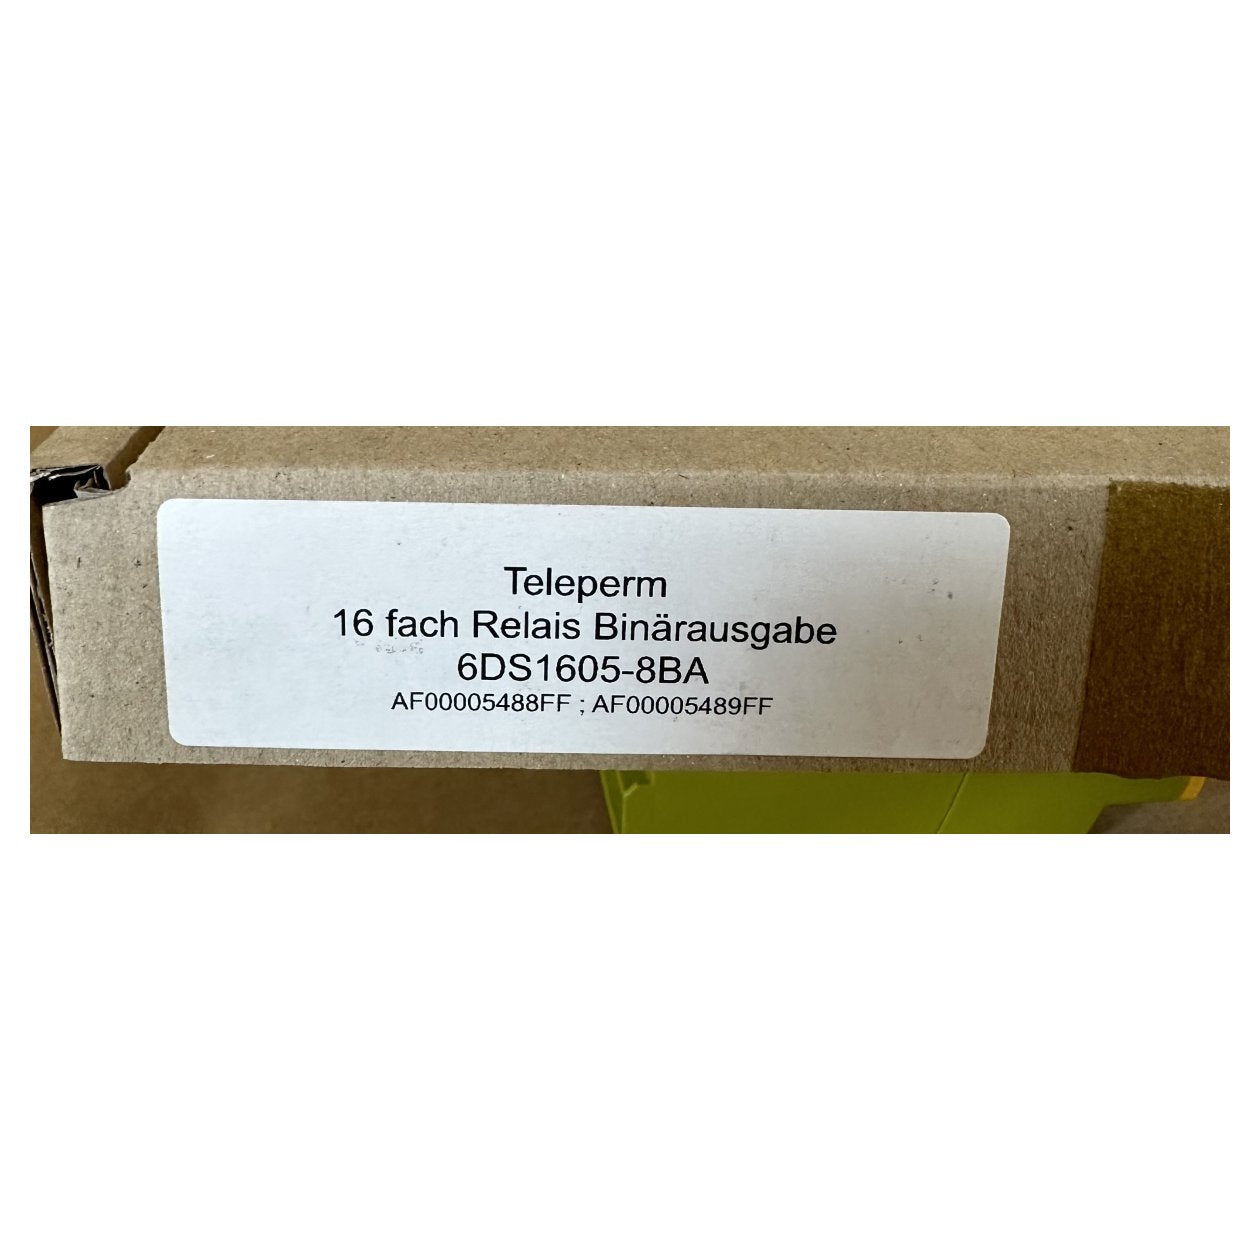 Teleperm
16 fach Relais Binärausgabe
6DS1605-8BA
AF00005488FF ; AF00005489FF